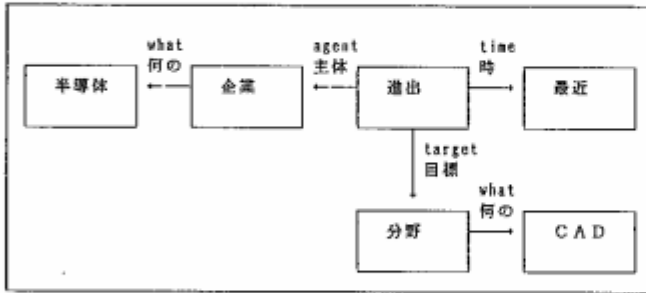 what
何の
agent
主体
time
時
半導体
企業
進出
最近
target
目標
what
何の
分野
CAD